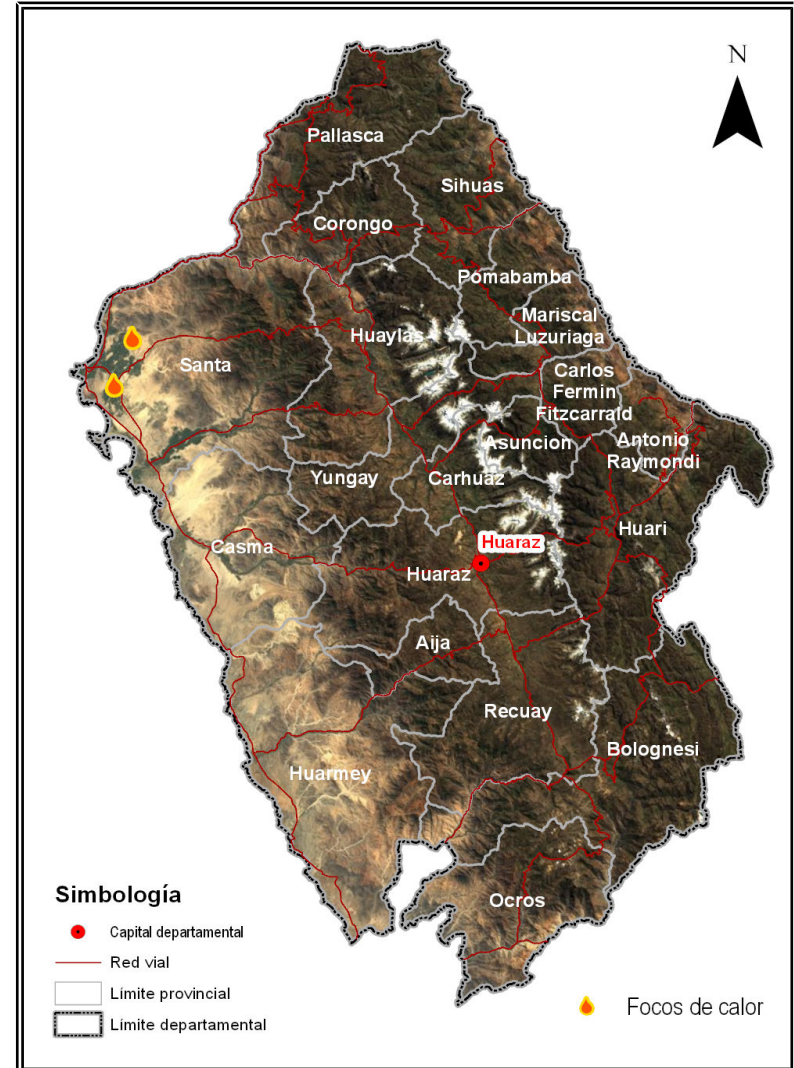 N
Pallasca
Sihuas
Corongo
Pomabamba
Mariscal
Luzuriaga
Huaylas
Santa
Carlos
Fermin
Fitzcarrald
Asuncion
Antonio
Raymondi
Yungay
Carhuaz
Huari
Casma
Huaraz
Huaraz
Aija
Recuay
Bolognesi
Huarmey
Ocros
Simbología
Capital departamental
Red vial
Límite provincial
Límite departamental
Focos de calor